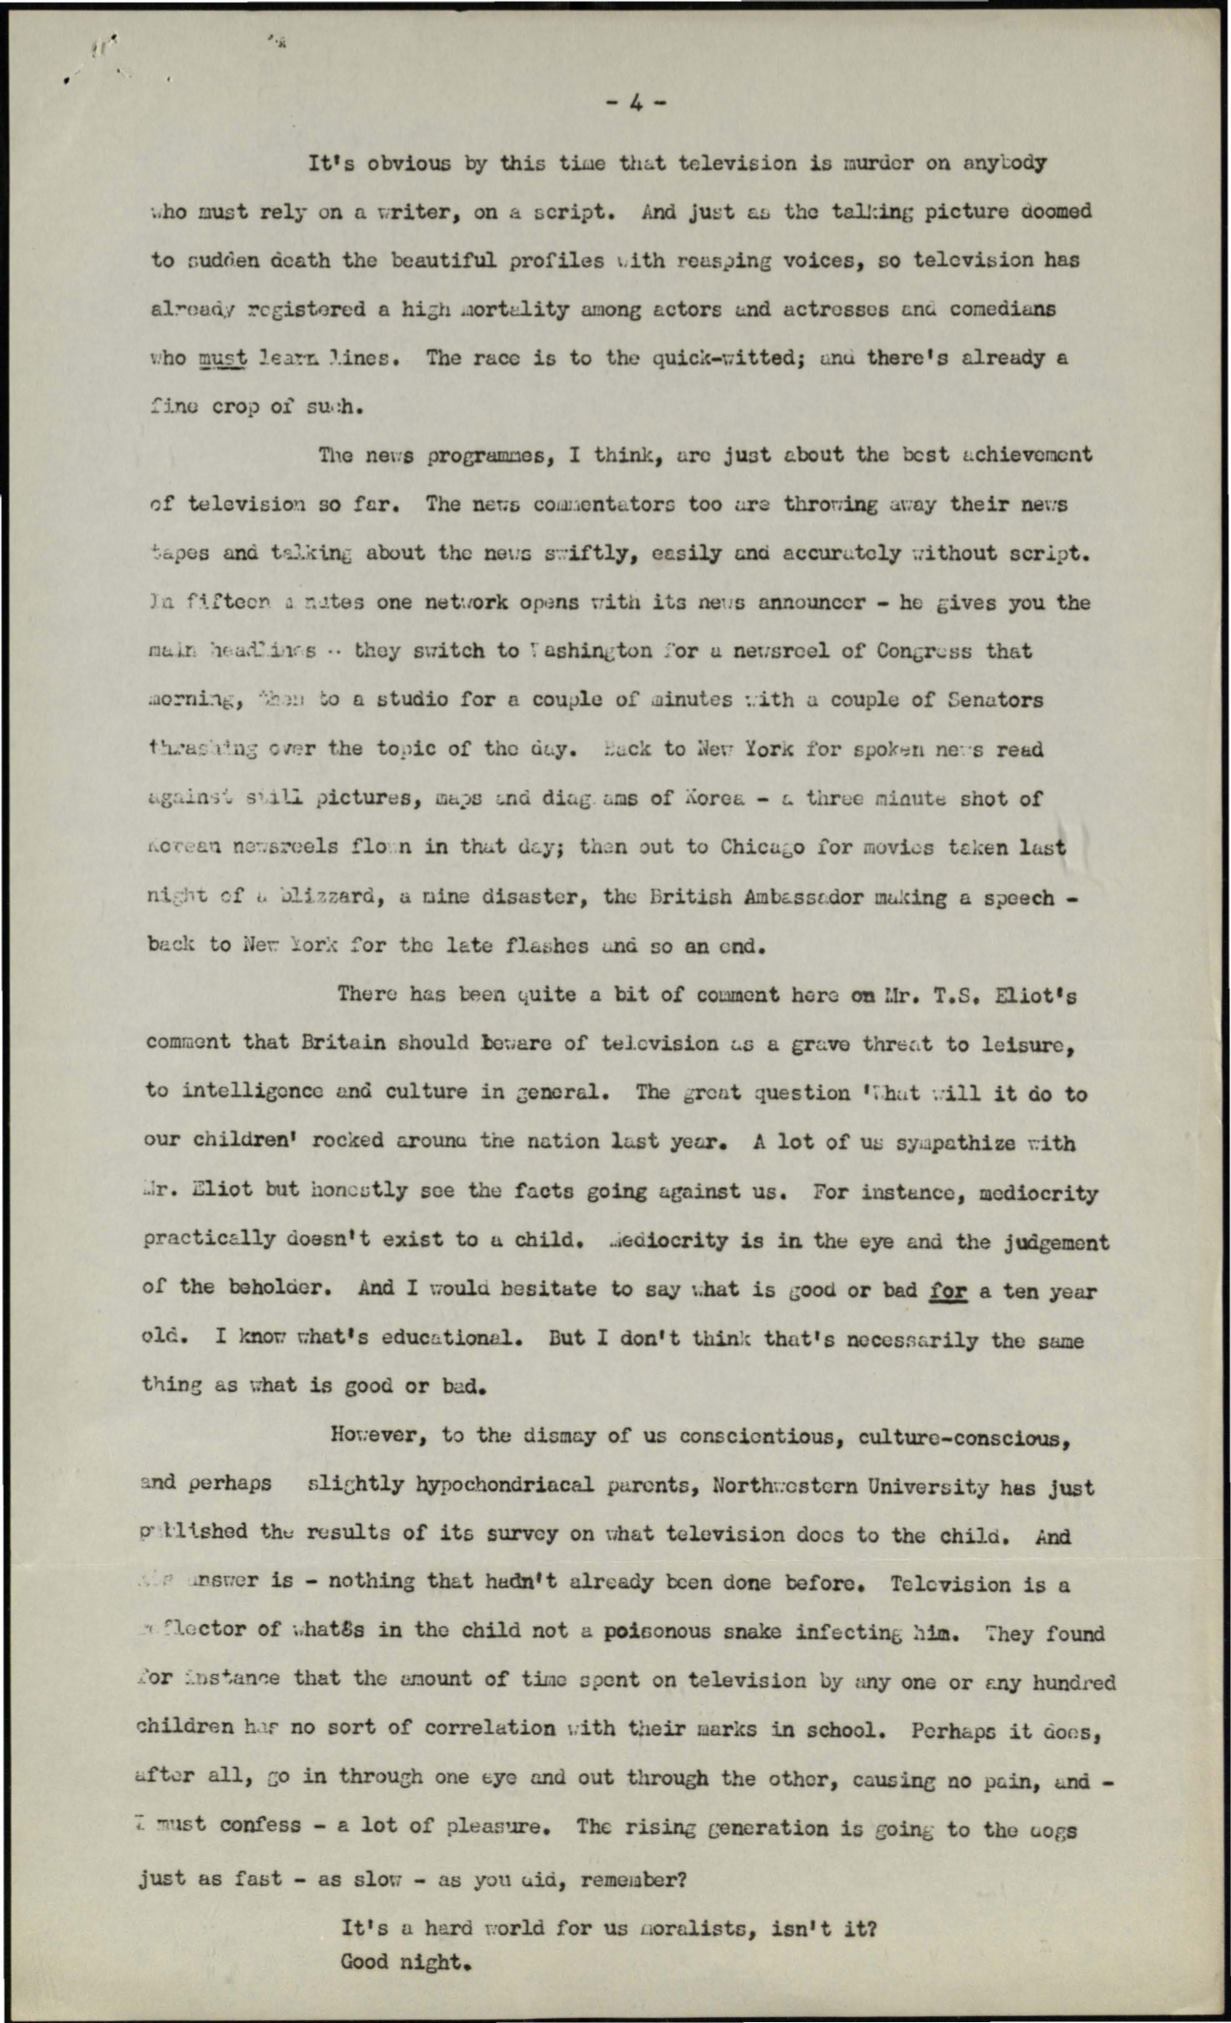 - 4 -
It's obvious by this time that television is murder on anybody
who must rely on a writer, on a script. And just as the talking picture doomed
to sudden death the beautiful profiles with reasping voices, so television has
already registered a high mortality among actors and actresses and comedians
who must learn lines. The race is to the quick-witted; and there's already a
fine crop of such.
The news programmes, I think, are just about the best achievement
of television so far. The news commentators too are throwing away their news
tapes and talking about the news swiftly, easily and accurately without script.
In fifteen minutes one network opens with its news announcer - he gives you the
main headlines - they switch to Washington for a newsreel of Congress that
morning, then to a studio for a couple of minutes with a couple of Senators
thrashing over the topic of the day. Back to New York for spoken news read
against still pictures, maps and diagrams of Korea - a three minute shot of
Korean newsreels flown in that day; then out to Chicago for movies taken last
night of a blizzard, a mine disaster, the British Ambassador making a speech -
back to New York for the late flashes and so an end.
There has been quite a bit of comment here on Mr. T.S. Eliot's
comment that Britain should beware of television as a grave threat to leisure,
to intelligence and culture in general. The great question 'What will it do to
our children' rocked around the nation last year. A lot of us sympathize with
Mr. Eliot but honestly see the facts going against us. For instance, mediocrity
practically doesn't exist to a child. Mediocrity is in the eye and the judgement
of the beholder. And I would hesitate to say what is good or bad for a ten year
old. I know what's educational. But I don't think that's necessarily the same
thing as what is good or bad.
However, to the dismay of us conscientious, culture-conscious,
and perhaps slightly hypochondriacal parents, Northwestern University has just
published the results of its survey on what television does to the child. And
the answer is - nothing that hadn't already been done before. Television is a
reflector of what&s in the child not a poisonous snake infecting him. They found
for instance that the amount of time spent on television by any one or any hundred
children has no sort of correlation with their marks in school. Perhaps it does,
after all, go in through one eye and out through the other, causing no pain, and -
I must confess - a lot of pleasure. The rising generation is going to the dogs
just as fast - as slow - as you did, remember?
It's a hard world for us moralists, isn't it?
Good night.